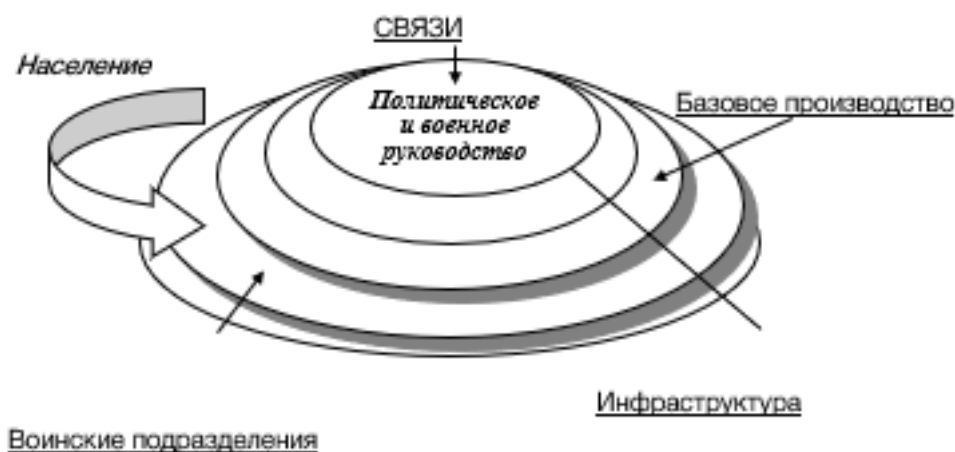 СВЯЗИ
Население
Политическое
и военное
руководство
Базовое производство
Инфраструктура
Воинские подразделения